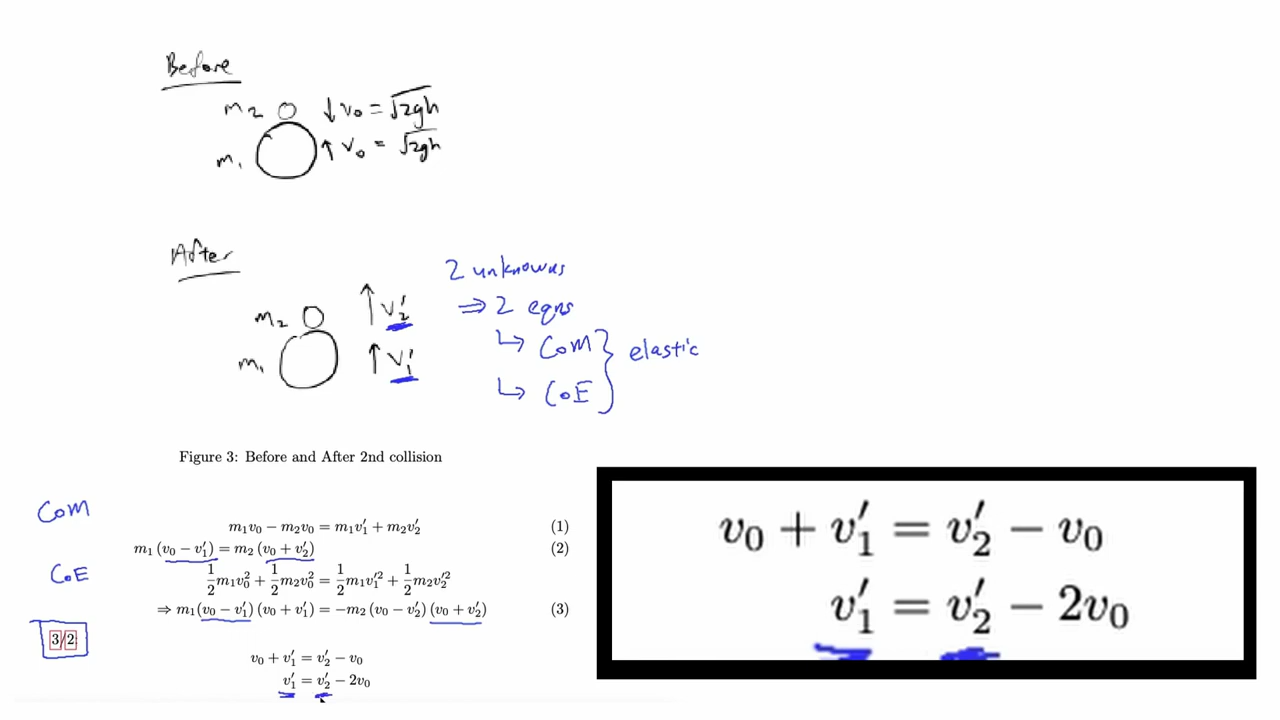 Before
m2 ↓ v0 = √2gh
m1 ↑ v0 = √2gh
After
2 unknowns
⇒ 2 eqns
m2 ↑ v2′
↳ CoM
m1 ↑ v1′
elastic
↳ CoE
Figure 3: Before and After 2nd collision
CoM
m₁v₀ − m₂v₀ = m₁v₁′ + m₂v₂′ (1)
m₁ (v₀ − v₁′) = m₂ (v₀ + v₂′) (2)
CoE
1/2 m₁v₀² + 1/2 m₂v₀² = 1/2 m₁v₁′² + 1/2 m₂v₂′²
⇒ m₁(v₀ − v₁′) (v₀ + v₁′) = −m₂ (v₀ − v₂′) (v₀ + v₂′) (3)
3/2
v₀ + v₁′ = v₂′ − v₀
v₁′ = v₂′ − 2v₀
v₀ + v₁′ = v₂′ − v₀
v₁′ = v₂′ − 2v₀